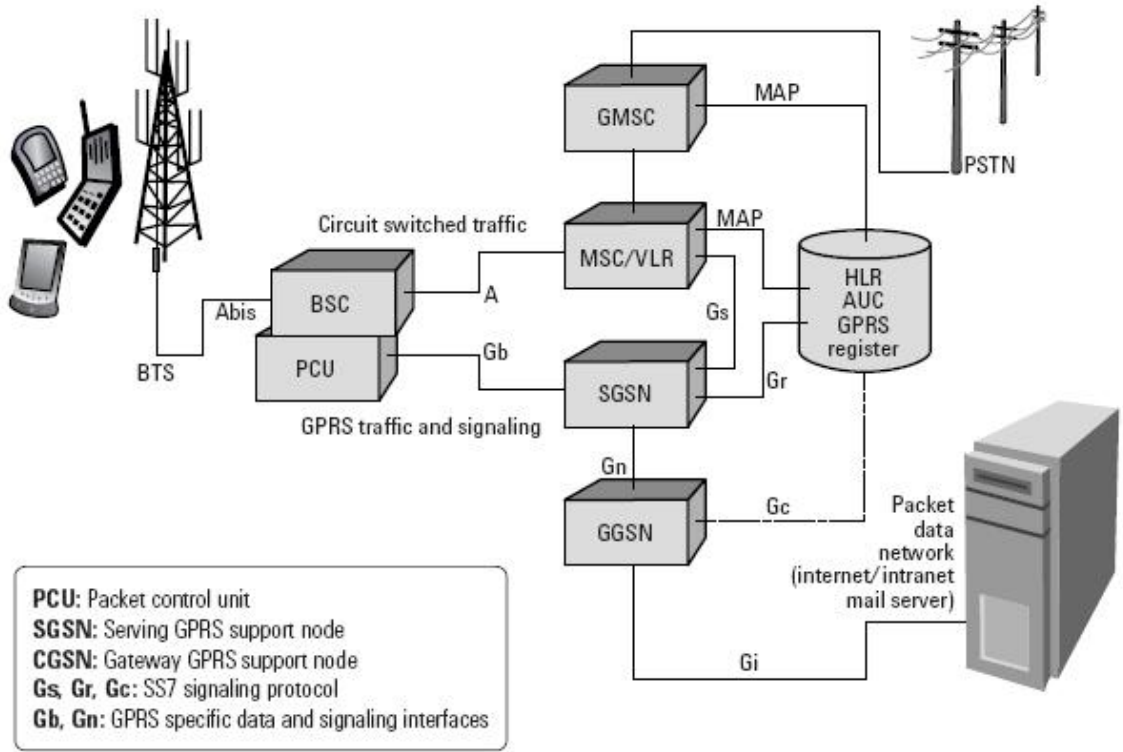 GMSC
MAP
PSTN
Circuit switched traffic
MSC/VLR
MAP
HLR
AUC
GPRS
register
BSC
A
Abis
Gs
BTS
PCU
Gb
SGSN
Gr
GPRS traffic and signaling
Gn
GGSN
Gc
Packet
data
network
(internet/intranet
mail server)
Gi
PCU: Packet control unit
SGSN: Serving GPRS support node
CGSN: Gateway GPRS support node
Gs, Gr, Gc: SS7 signaling protocol
Gb, Gn: GPRS specific data and signaling interfaces